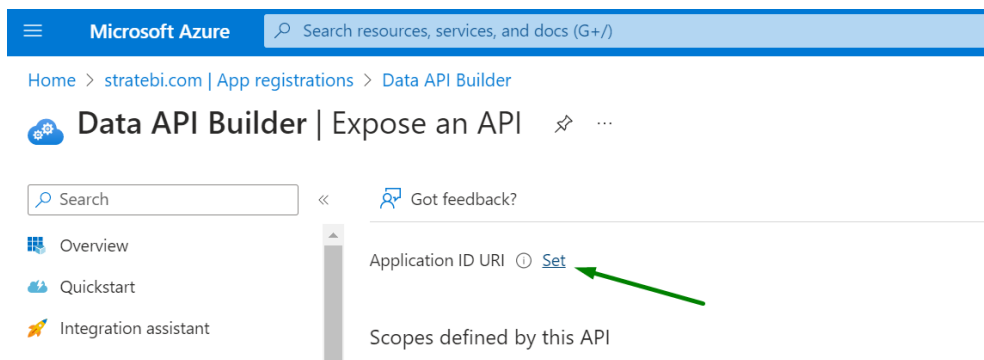 Microsoft Azure
Search resources, services, and docs (G+/)
Home > stratebi.com | App registrations > Data API Builder
Data API Builder | Expose an API
Search
Got feedback?
Overview
Application ID URI Set
Quickstart
Integration assistant
Scopes defined by this API